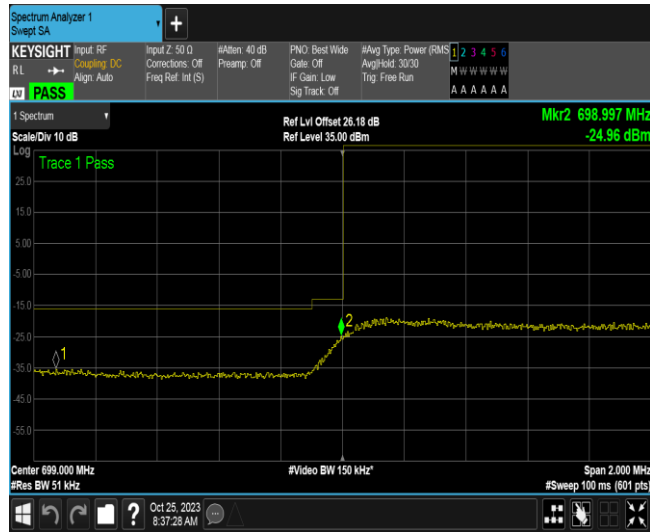 Spectrum Analyzer 1
Swept SA
+
KEYSIGHT
RL
LXI PASS
Input: RF
Coupling: DC
Align: Auto
Input Z: 50 Ω
Corrections: Off
Freq Ref: Int (S)
#Atten: 40 dB
Preamp: Off
PNO: Best Wide
Gate: Off
IF Gain: Low
Sig Track: Off
#Avg Type: Power (RMS
Avg|Hold: 30/30
Trig: Free Run
1 2 3 4 5 6
M W W W W W
A A A A A A
1 Spectrum
Scale/Div 10 dB
Ref Lvl Offset 26.18 dB
Ref Level 35.00 dBm
Mkr2 698.997 MHz
-24.96 dBm
Log
Trace 1 Pass
25.0
15.0
5.00
-5.00
-15.0
-25.0
-35.0
-45.0
-55.0
1
2
Center 699.000 MHz
#Res BW 51 kHz
#Video BW 150 kHz*
Span 2.000 MHz
#Sweep 100 ms (601 pts)
?
Oct 25, 2023
8:37:28 AM